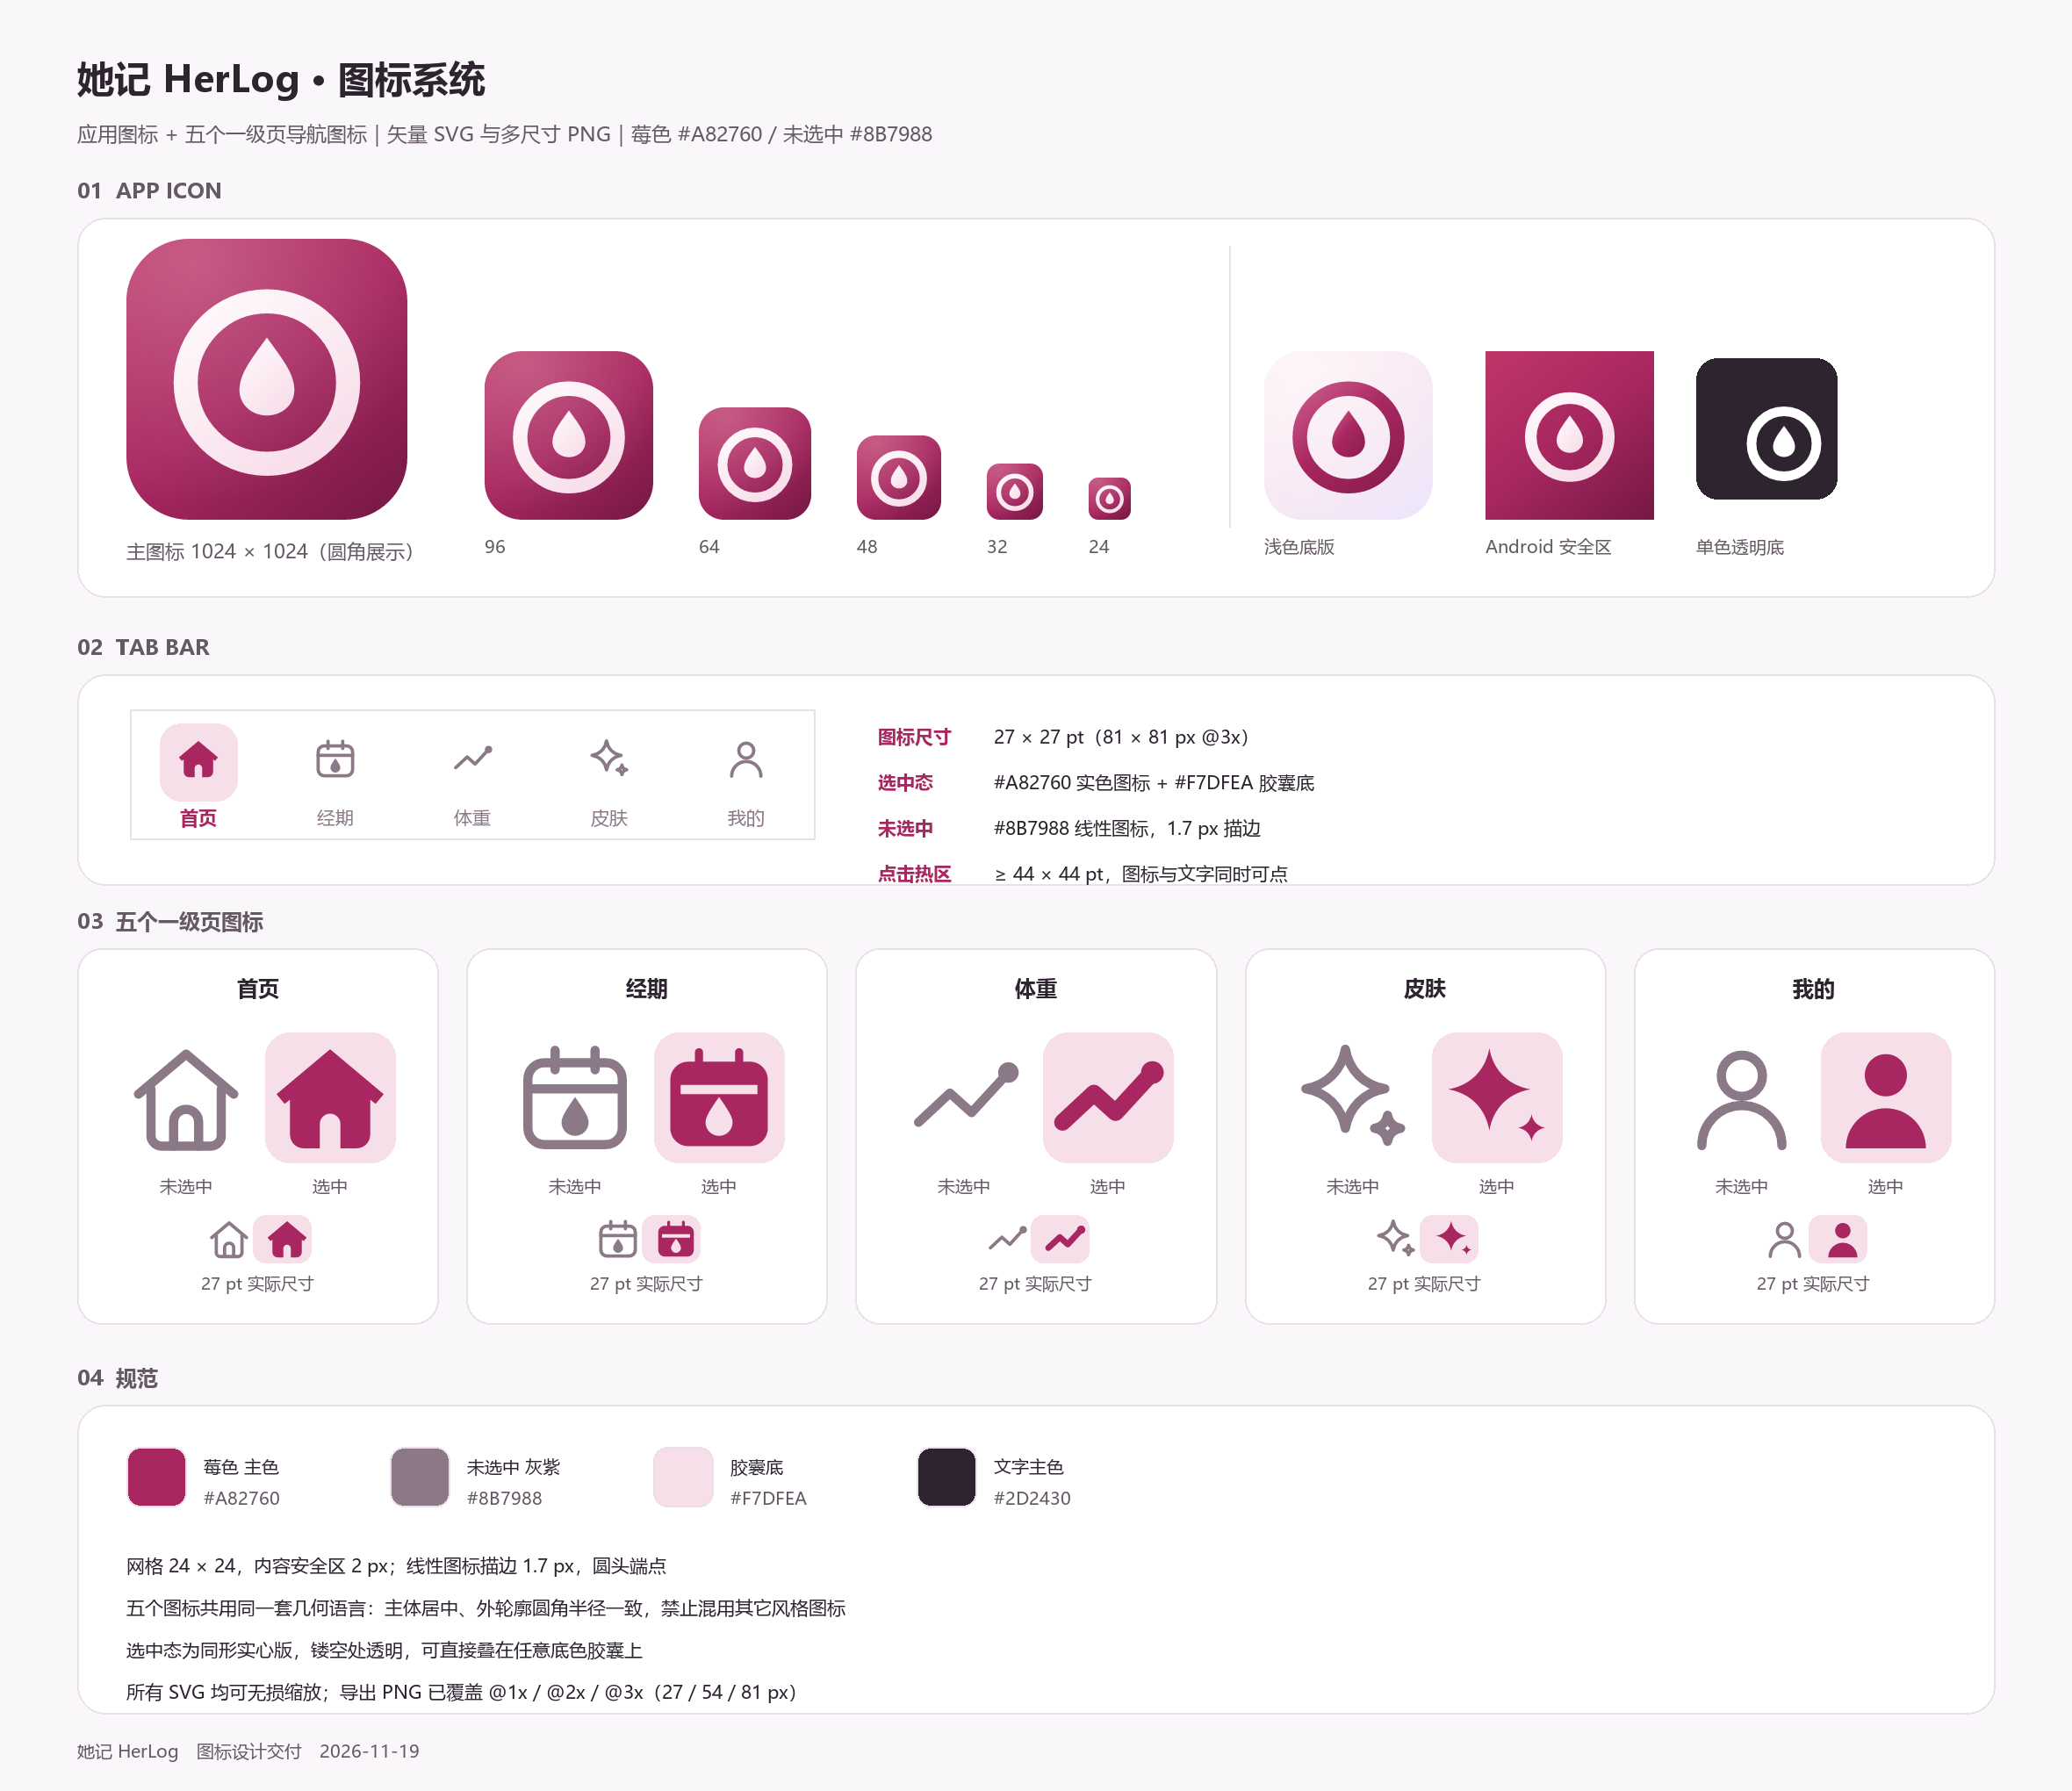 她记 HerLog • 图标系统
应用图标 + 五个一级页导航图标 | 矢量 SVG 与多尺寸 PNG | 莓色 #A82760 / 未选中 #8B7988
01 APP ICON
主图标 1024 × 1024（圆角展示）
96
64
48
32
24
浅色底版
Android 安全区
单色透明底
02 TAB BAR
首页
经期
体重
皮肤
我的
图标尺寸 27 × 27 pt（81 × 81 px @3x）
选中态 #A82760 实色图标 + #F7DFEA 胶囊底
未选中 #8B7988 线性图标，1.7 px 描边
点击热区 ≥ 44 × 44 pt，图标与文字同时可点
03 五个一级页图标
首页
未选中
选中
27 pt 实际尺寸
经期
未选中
选中
27 pt 实际尺寸
体重
未选中
选中
27 pt 实际尺寸
皮肤
未选中
选中
27 pt 实际尺寸
我的
未选中
选中
27 pt 实际尺寸
04 规范
莓色 主色
#A82760
未选中 灰紫
#8B7988
胶囊底
#F7DFEA
文字主色
#2D2430
网格 24 × 24，内容安全区 2 px；线性图标描边 1.7 px，圆头端点
五个图标共用同一套几何语言：主体居中、外轮廓圆角半径一致，禁止混用其它风格图标
选中态为同形实心版，镂空处透明，可直接叠在任意底色胶囊上
所有 SVG 均可无损缩放；导出 PNG 已覆盖 @1x / @2x / @3x（27 / 54 / 81 px）
她记 HerLog 图标设计交付 2026-11-19